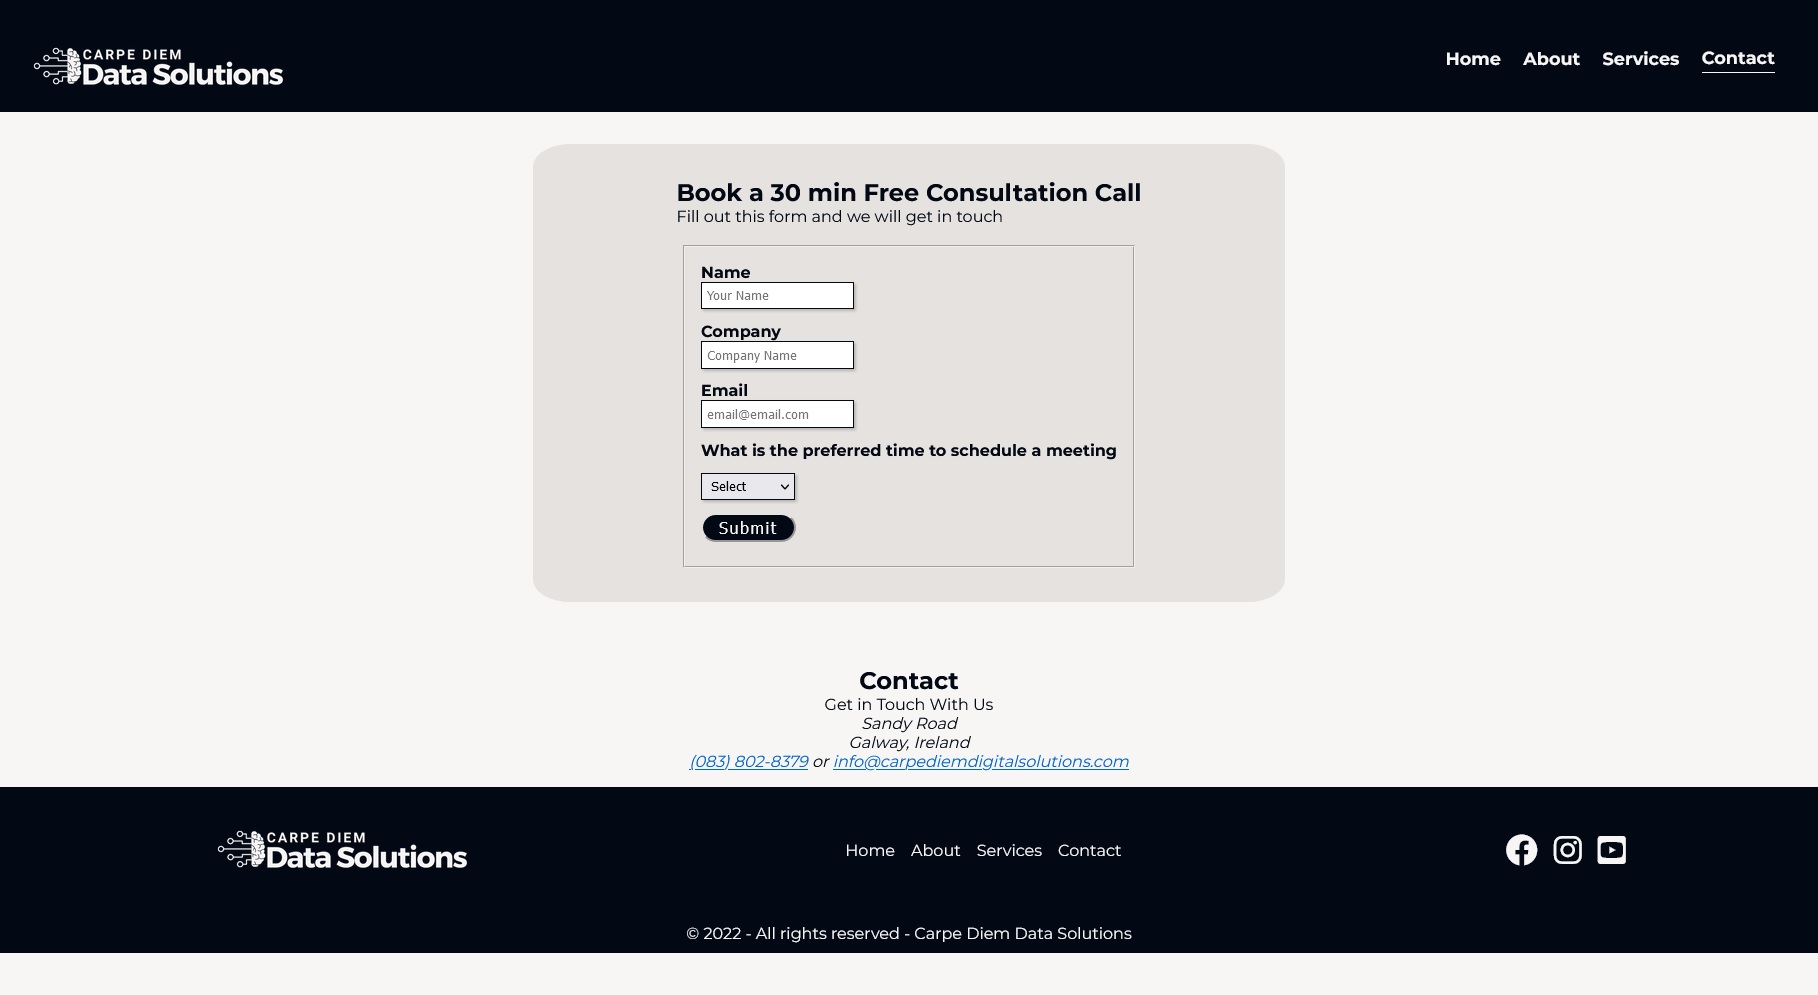 CARPE DIEM
Data Solutions
Home About Services Contact
Book a 30 min Free Consultation Call
Fill out this form and we will get in touch
Name
Your Name
Company
Company Name
Email
email@email.com
What is the preferred time to schedule a meeting
Select
Submit
Contact
Get in Touch With Us
Sandy Road
Galway, Ireland
(083) 802-8379 or info@carpediemdigitalsolutions.com
CARPE DIEM
Data Solutions
Home About Services Contact
© 2022 - All rights reserved - Carpe Diem Data Solutions